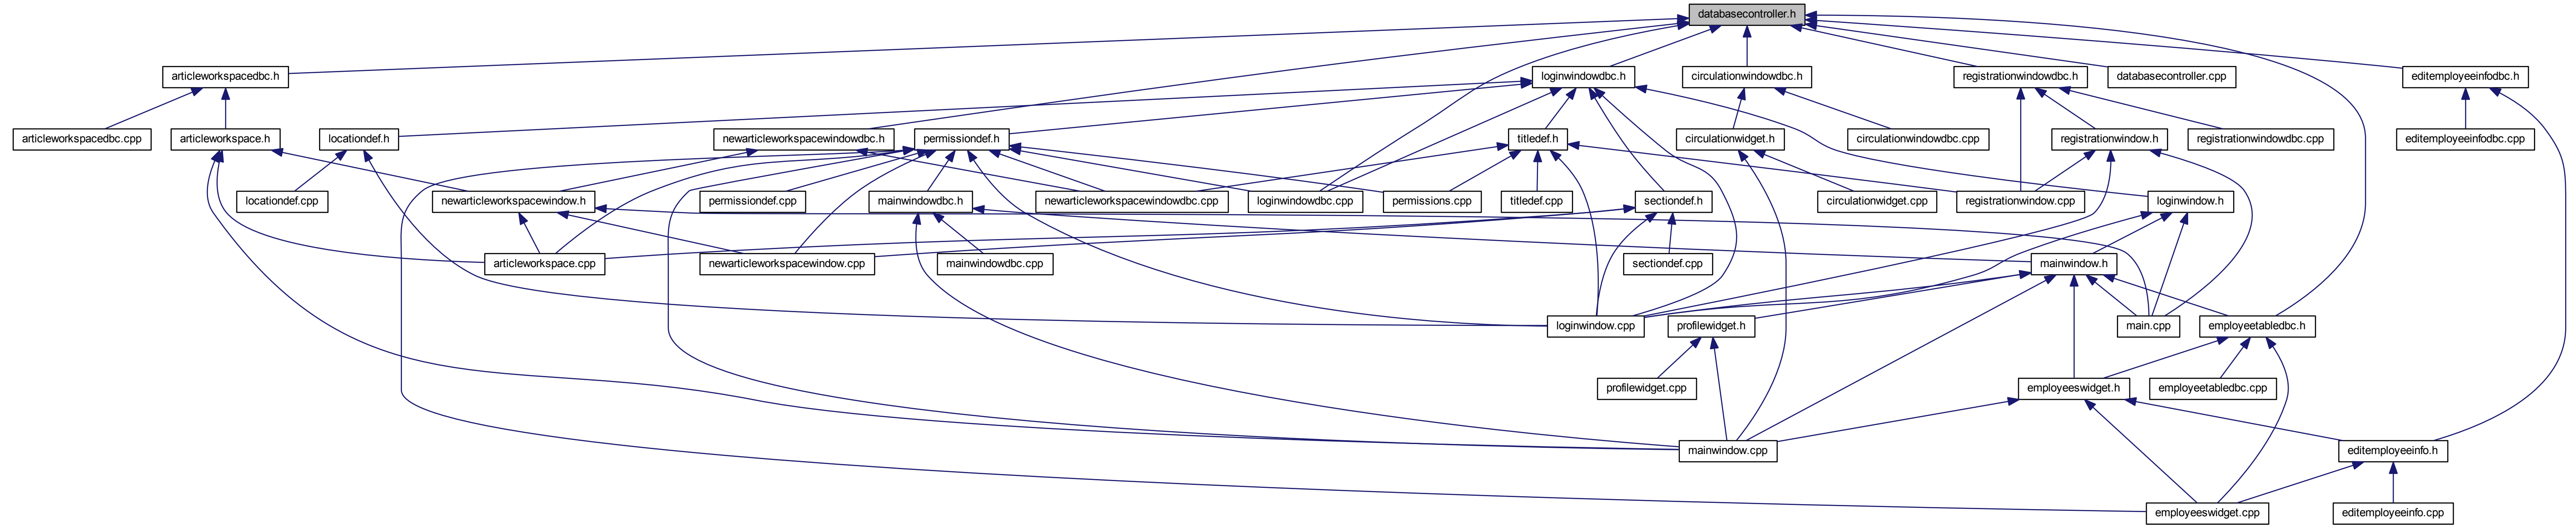 databasecontroller.h
articleworkspacedbc.h
loginwindowdbc.h
circulationwindowdbc.h
registrationwindowdbc.h
databasecontroller.cpp
editemployeeinfodbc.h
articleworkspacedbc.cpp
articleworkspace.h
locationdef.h
newarticleworkspacewindowdbc.h
permissiondef.h
titledef.h
circulationwidget.h
circulationwindowdbc.cpp
registrationwindow.h
registrationwindowdbc.cpp
editemployeeinfodbc.cpp
locationdef.cpp
newarticleworkspacewindow.h
permissiondef.cpp
mainwindowdbc.h
newarticleworkspacewindowdbc.cpp
loginwindowdbc.cpp
permissions.cpp
titledef.cpp
sectiondef.h
circulationwidget.cpp
registrationwindow.cpp
loginwindow.h
articleworkspace.cpp
newarticleworkspacewindow.cpp
mainwindowdbc.cpp
sectiondef.cpp
mainwindow.h
loginwindow.cpp
profilewidget.h
main.cpp
employeetabledbc.h
profilewidget.cpp
employeeswidget.h
employeetabledbc.cpp
mainwindow.cpp
editemployeeinfo.h
employeeswidget.cpp
editemployeeinfo.cpp